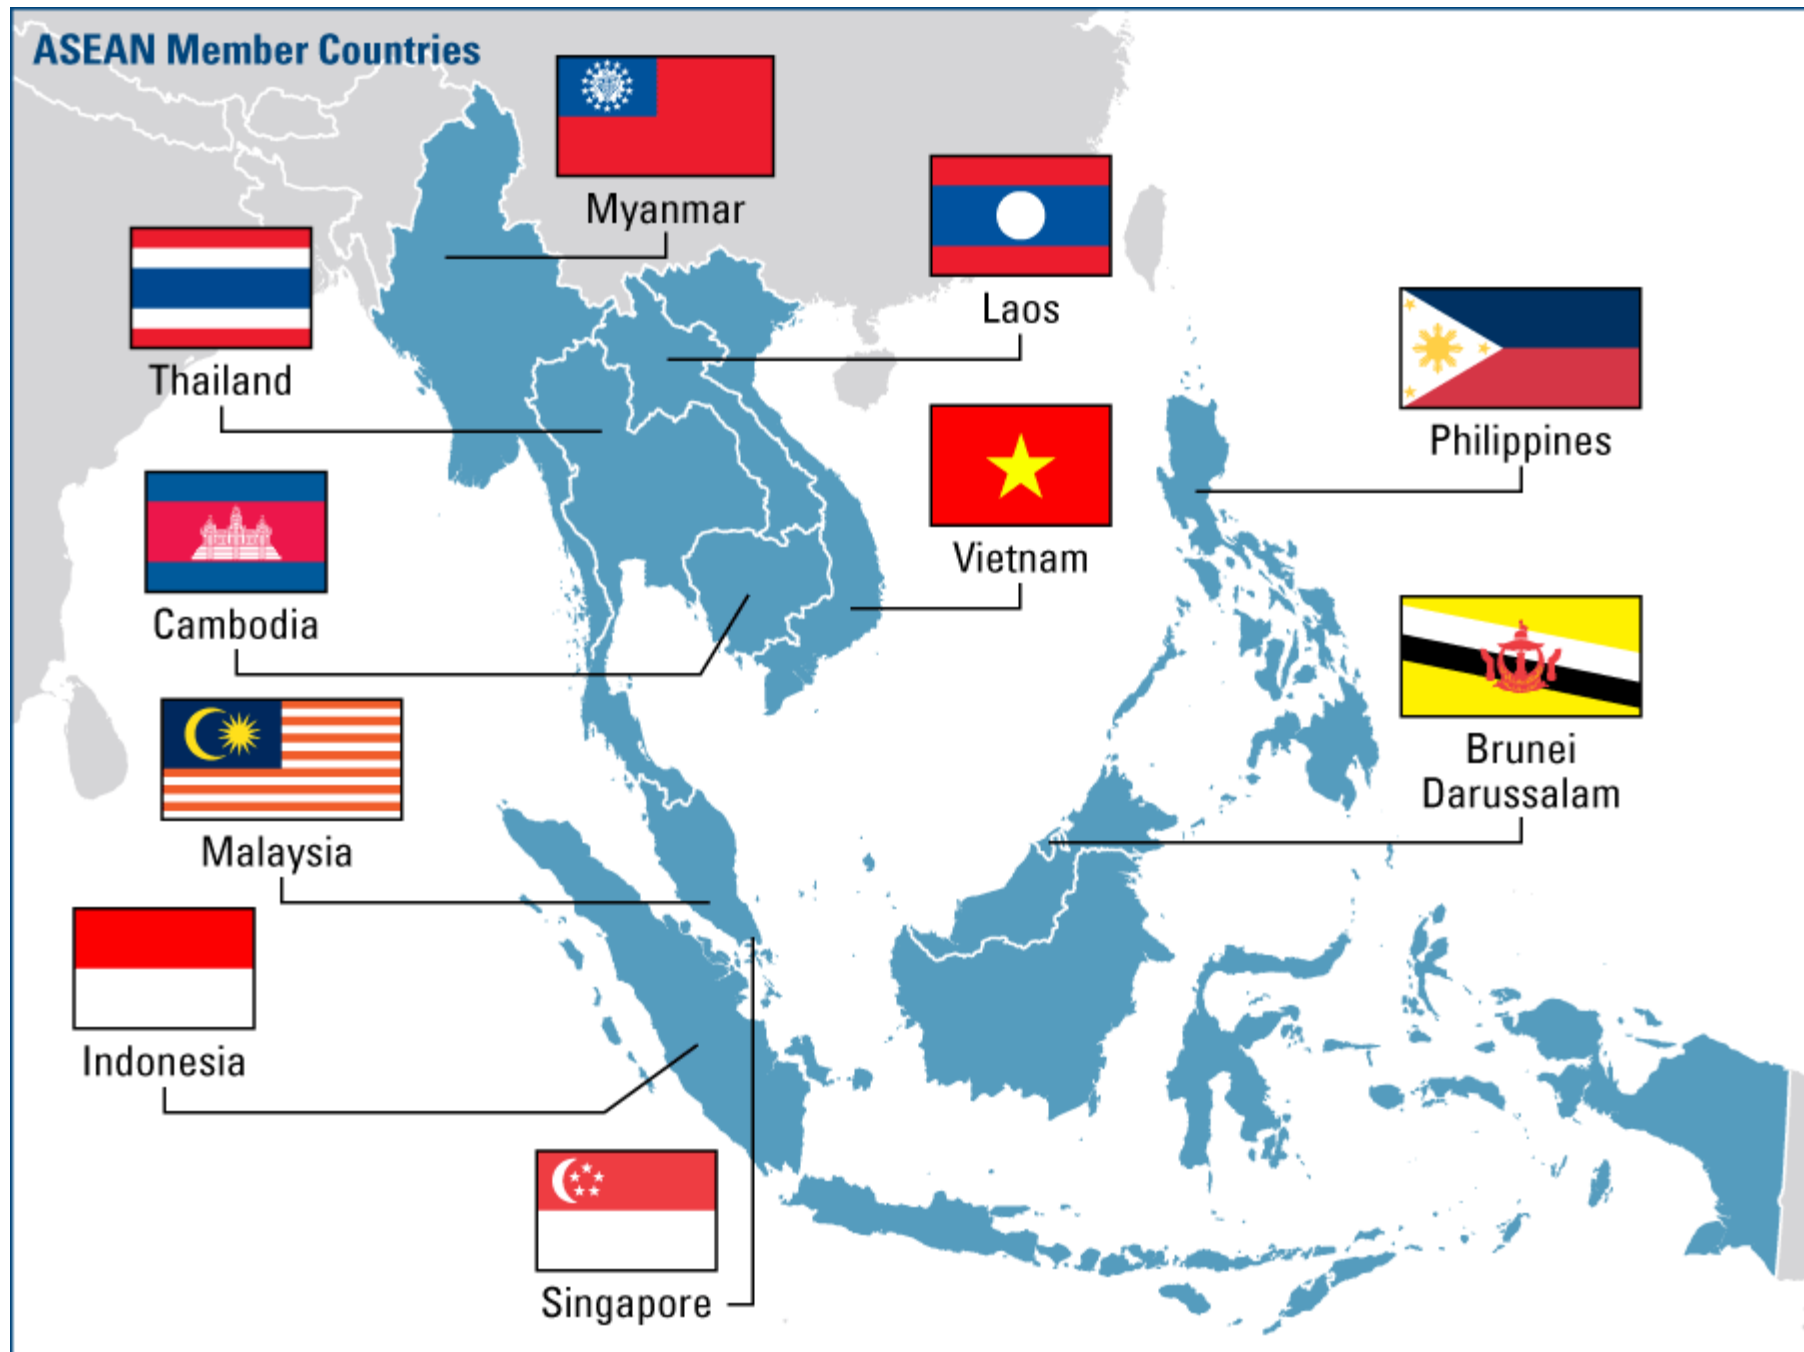 ASEAN Member Countries
Myanmar
Laos
Thailand
Philippines
Vietnam
Cambodia
Brunei
Darussalam
Malaysia
Indonesia
Singapore